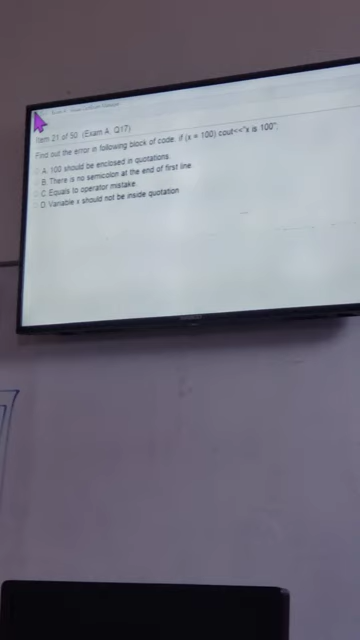 Item 21 of 50 (Exam A, Q17)
Find out the error in following block of code. if (x = 100) cout<<"x is 100";
A. 100 should be enclosed in quotations.
B. There is no semicolon at the end of first line.
C. Equals to operator mistake.
D. Variable x should not be inside quotation